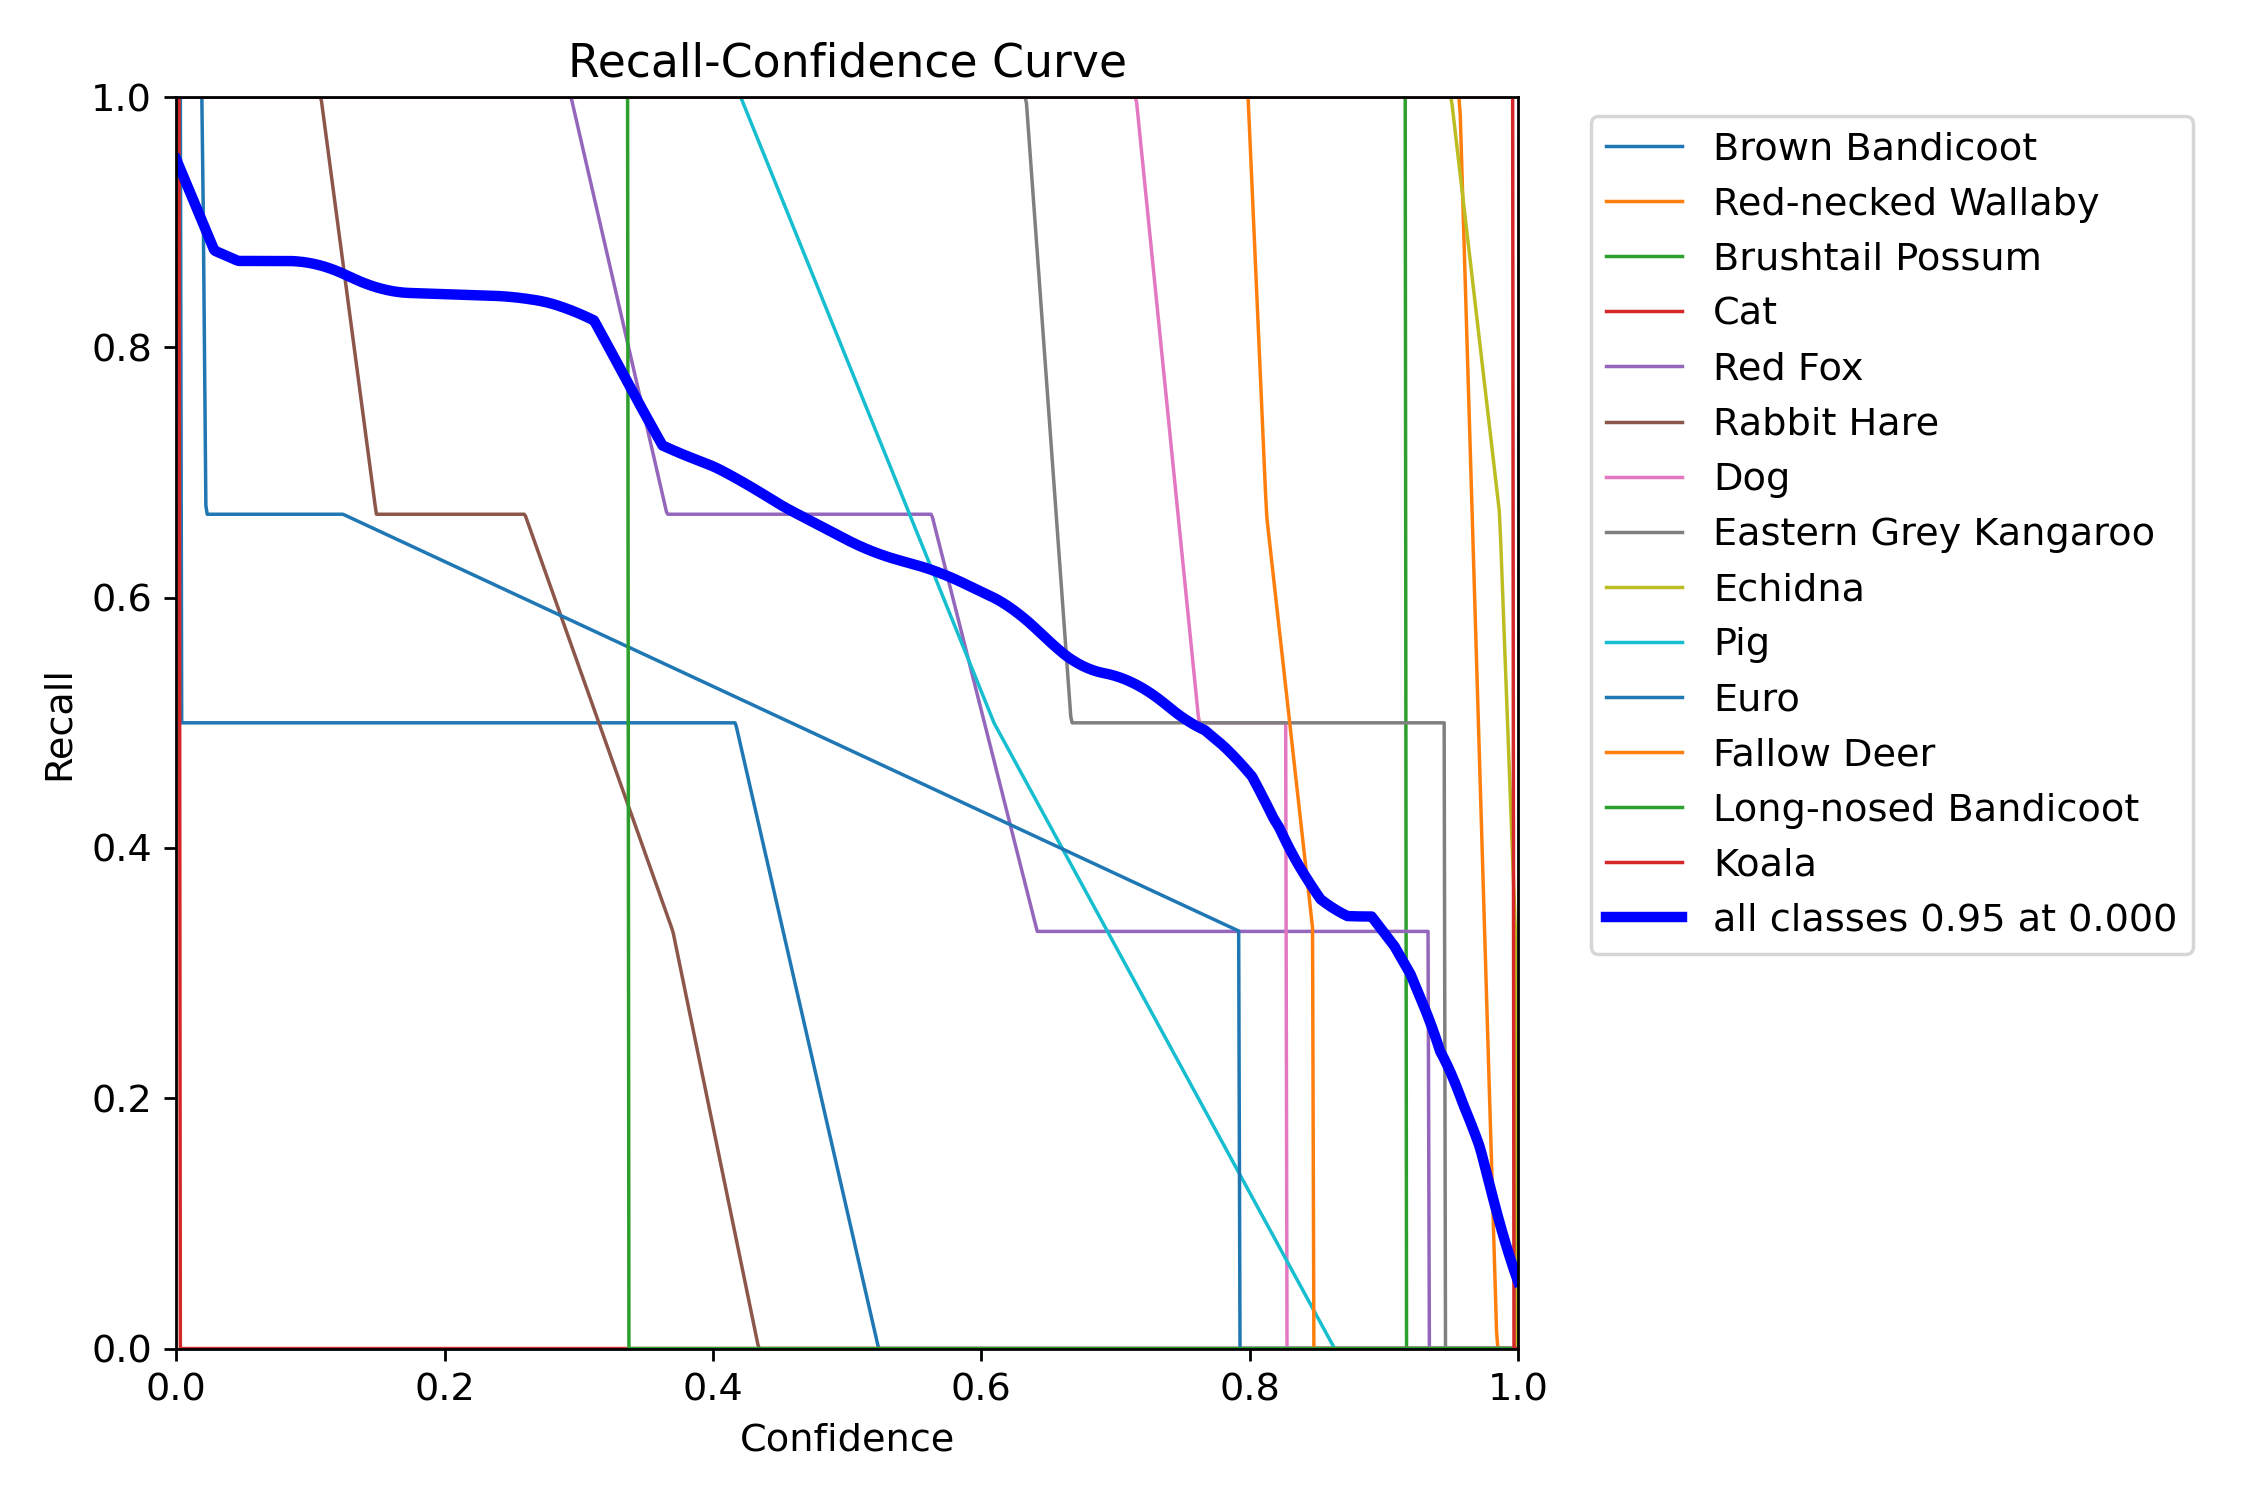 Recall-Confidence Curve
1.0
0.8
0.6
0.4
0.2
0.0
Recall
0.0 0.2 0.4 0.6 0.8 1.0
Confidence
Brown Bandicoot
Red-necked Wallaby
Brushtail Possum
Cat
Red Fox
Rabbit Hare
Dog
Eastern Grey Kangaroo
Echidna
Pig
Euro
Fallow Deer
Long-nosed Bandicoot
Koala
all classes 0.95 at 0.000